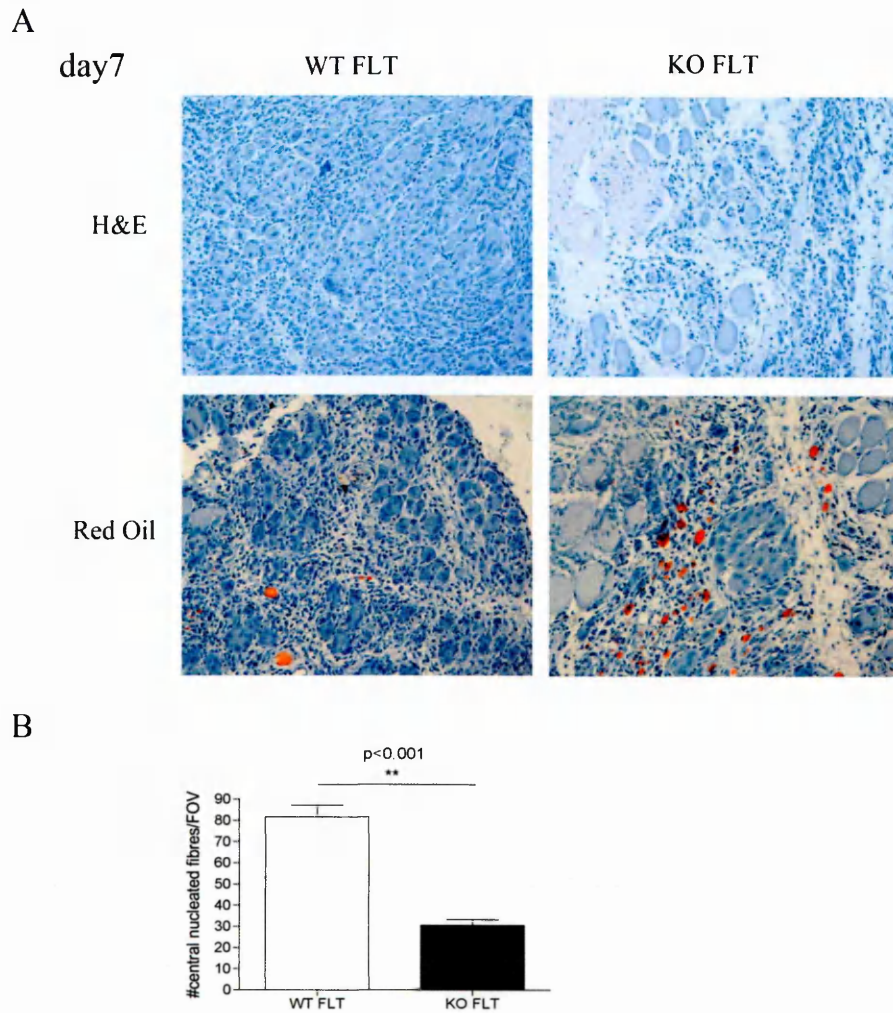 A
day7
WT FLT
KO FLT
H&E
Red Oil
B
p<0.001
**
#central nucleated fibres/FOV
90
80
70
60
50
40
30
20
10
0
WT FLT
KO FLT